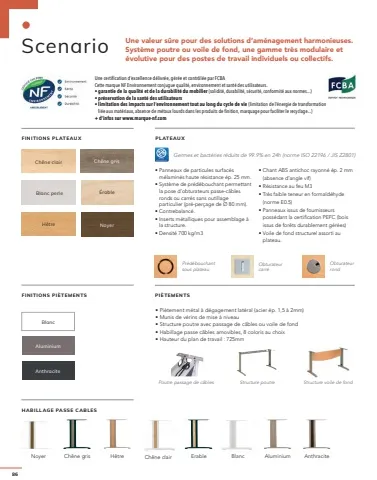 Scenario
Une valeur sûre pour des solutions d'aménagement harmonieuses.
Système poutre ou voile de fond, une gamme très modulaire et
évolutive pour des postes de travail individuels ou collectifs.
NF
Environnement
Santé
Sécurité
Durabilité
Une certification d'excellence délivrée, gérée et contrôlée par FCBA
Cette marque NF Environnement conjugue qualité, environnement et santé des utilisateurs.
• garantie de la qualité et de la durabilité du mobilier (solidité, durabilité, sécurité, conformité aux normes...)
• préservation de la santé des utilisateurs
• limitation des impacts sur l'environnement tout au long du cycle de vie (limitation de l'énergie de transformation
liée aux matériaux, absence de métaux lourds dans les produits de finition, marquage pour faciliter le recyclage...)
+ d'infos sur www.marque-nf.com
FCBA
FINITIONS PLATEAUX
Chêne clair
Chêne gris
Blanc perle
Érable
Hêtre
Noyer
PLATEAUX
Germes et bactéries réduits de 99,9% en 24h (norme ISO 22196 / JIS Z2801)
• Panneaux de particules surfacés
mélaminés haute résistance ép. 25 mm.
• Système de prédébouchant permettant
la pose d'obturateurs passe-câbles
ronds ou carrés sans outillage
particulier (pré-perçage de Ø 80 mm).
• Contrebalancé.
• Inserts métalliques pour assemblage à
la structure.
• Densité 700 kg/m3
• Chant ABS antichoc rayonné ép. 2 mm
(absence d'angle vif)
• Résistance au feu M3
• Très faible teneur en formaldéhyde
(norme E0.5)
• Panneaux issus de fournisseurs
possédant la certification PEFC (bois
issus de forêts durablement gérées)
• Voile de fond structurel assorti au
plateau.
Prédébouchant
sous plateau
Obturateur
carré
Obturateur
rond
FINITIONS PIÈTEMENTS
Blanc
Aluminium
Anthracite
PIÈTEMENTS
• Piètement métal à dégagement latéral (acier ép. 1,5 à 2mm)
• Munis de vérins de mise à niveau
• Structure poutre avec passage de câbles ou voile de fond
• Habillage passe-câbles amovibles, 8 coloris au choix
• Hauteur du plan de travail : 725mm
Poutre passage de câbles
Structure poutre
Structure voile de fond
HABILLAGE PASSE CABLES
Noyer
Chêne gris
Hêtre
Chêne clair
Erable
Blanc
Aluminium
Anthracite
86